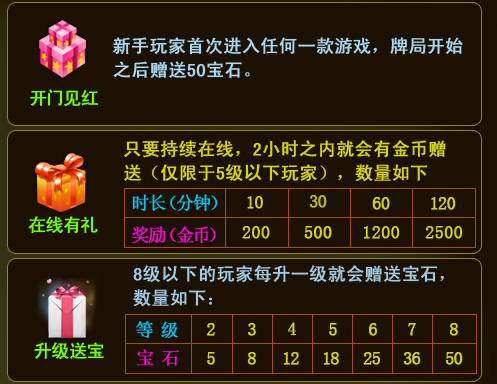 新手玩家首次进入任何一款游戏，牌局开始
之后赠送50宝石。
开门见红
只要持续在线，2小时之内就会有金币赠
送（仅限于5级以下玩家），数量如下
时长(分钟) 10 30 60 120
奖励(金币) 200 500 1200 2500
在线有礼
8级以下的玩家每升一级就会赠送宝石，
数量如下：
等级 2 3 4 5 6 7 8
宝石 5 8 12 18 25 36 50
升级送宝